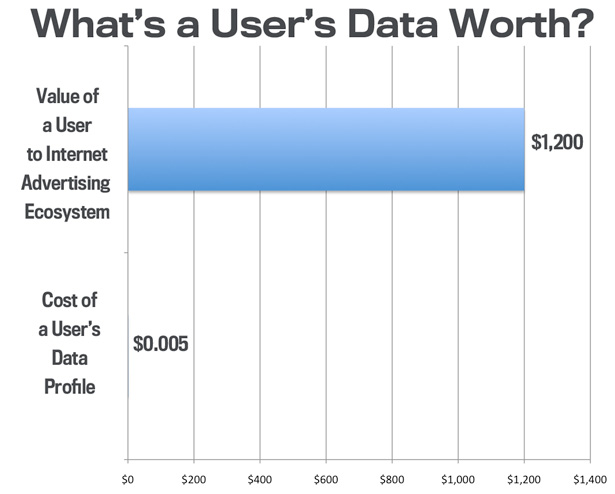 What's a User's Data Worth?
Value of
a User
to Internet
Advertising
Ecosystem
$1,200
Cost of
a User's
Data
Profile
$0.005
$0 $200 $400 $600 $800 $1,000 $1,200 $1,400